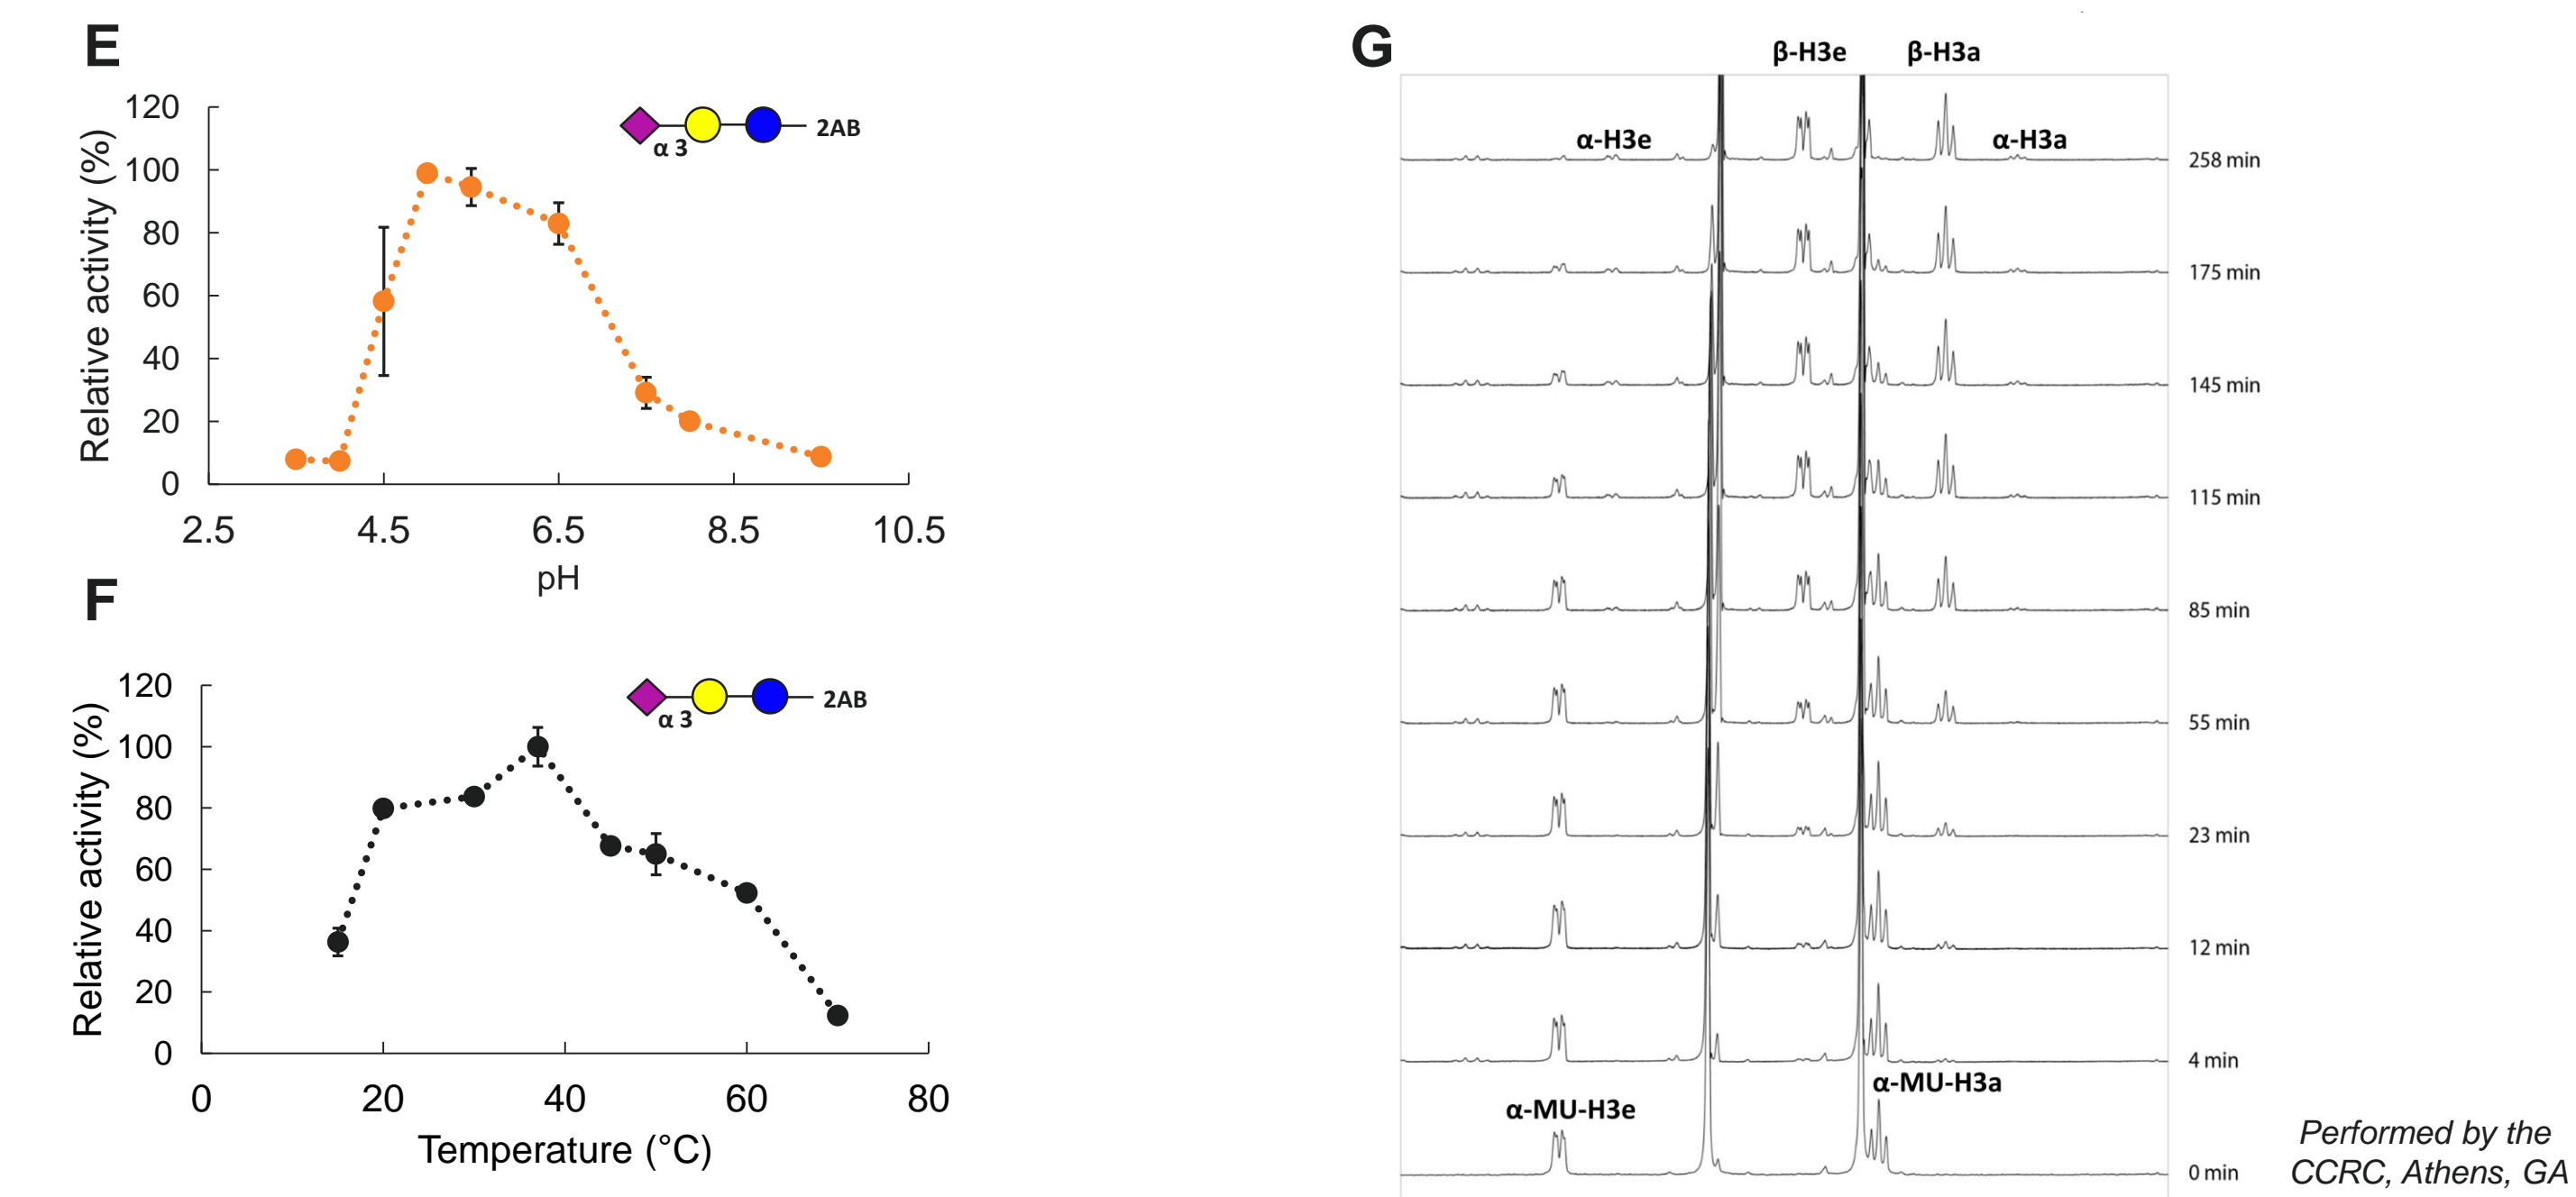 E
120
100
80
60
40
20
0
Relative activity (%)
α 3
2AB
2.5 4.5 6.5 8.5 10.5
pH
F
120
100
80
60
40
20
0
Relative activity (%)
α 3
2AB
0 20 40 60 80
Temperature (°C)
G
β-H3e β-H3a
α-H3e α-H3a
258 min
175 min
145 min
115 min
85 min
55 min
23 min
12 min
4 min
α-MU-H3a
α-MU-H3e
0 min
Performed by the
CCRC, Athens, GA